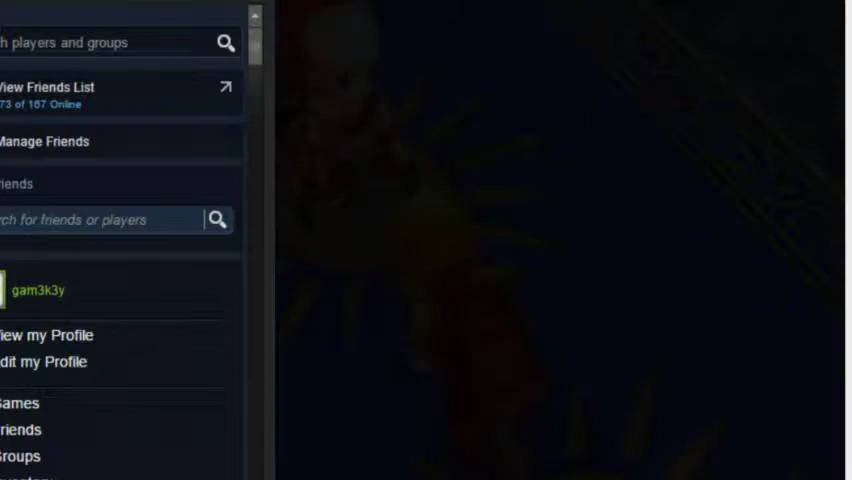 h players and groups
View Friends List
73 of 167 Online
Manage Friends
riends
rch for friends or players
gam3k3y
iew my Profile
dit my Profile
Games
riends
Groups